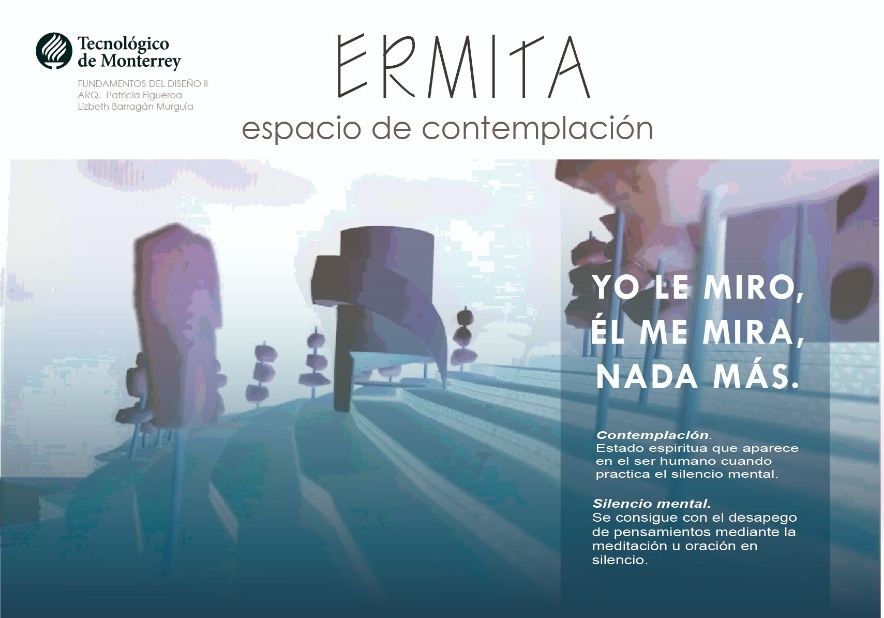 Tecnológico
de Monterrey
FUNDAMENTOS DEL DISEÑO II
ARQ. Patricia Figueroa
Lizbeth Barragán Murguía
ERMITA
espacio de contemplación
YO LE MIRO,
ÉL ME MIRA,
NADA MÁS.
Contemplación.
Estado espiritua que aparece
en el ser humano cuando
practica el silencio mental.
Silencio mental.
Se consigue con el desapego
de pensamientos mediante la
meditación u oración en
silencio.